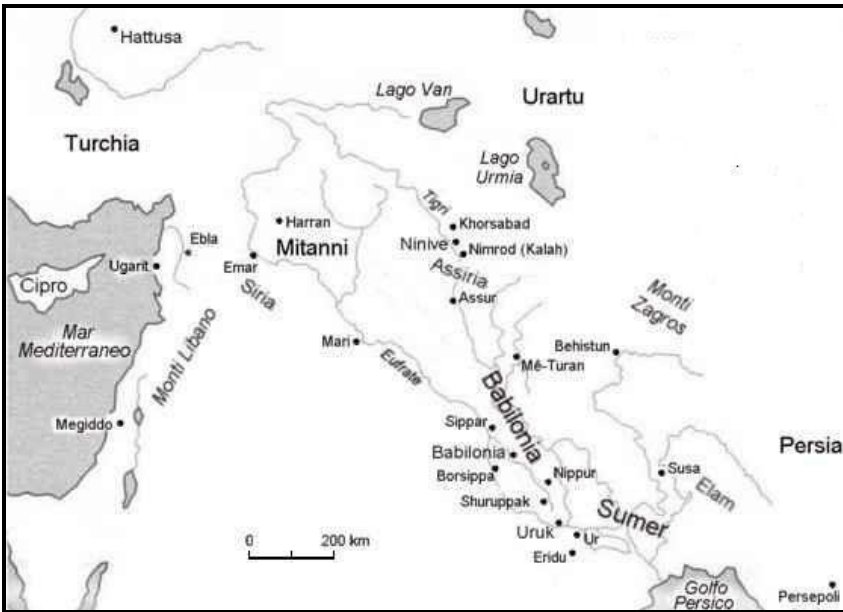 Hattusa
Lago Van
Urartu
Turchia
Lago
Urmia
Tigri
Harran
Khorsabad
Ebla
Mitanni
Ninive
Nimrod (Kalah)
Ugarit
Emar
Assiria
Cipro
Siria
Assur
Monti
Zagros
Mar
Mediterraneo
Monti Libano
Mari
Eufrate
Behistun
Mê-Turan
Megiddo
Sippar
Babilonia
Babilonia
Persia
Borsippa
Nippur
Susa
Elam
Shuruppak
Sumer
Uruk
Ur
0 200 km
Eridu
Golfo
Persico
Persepoli